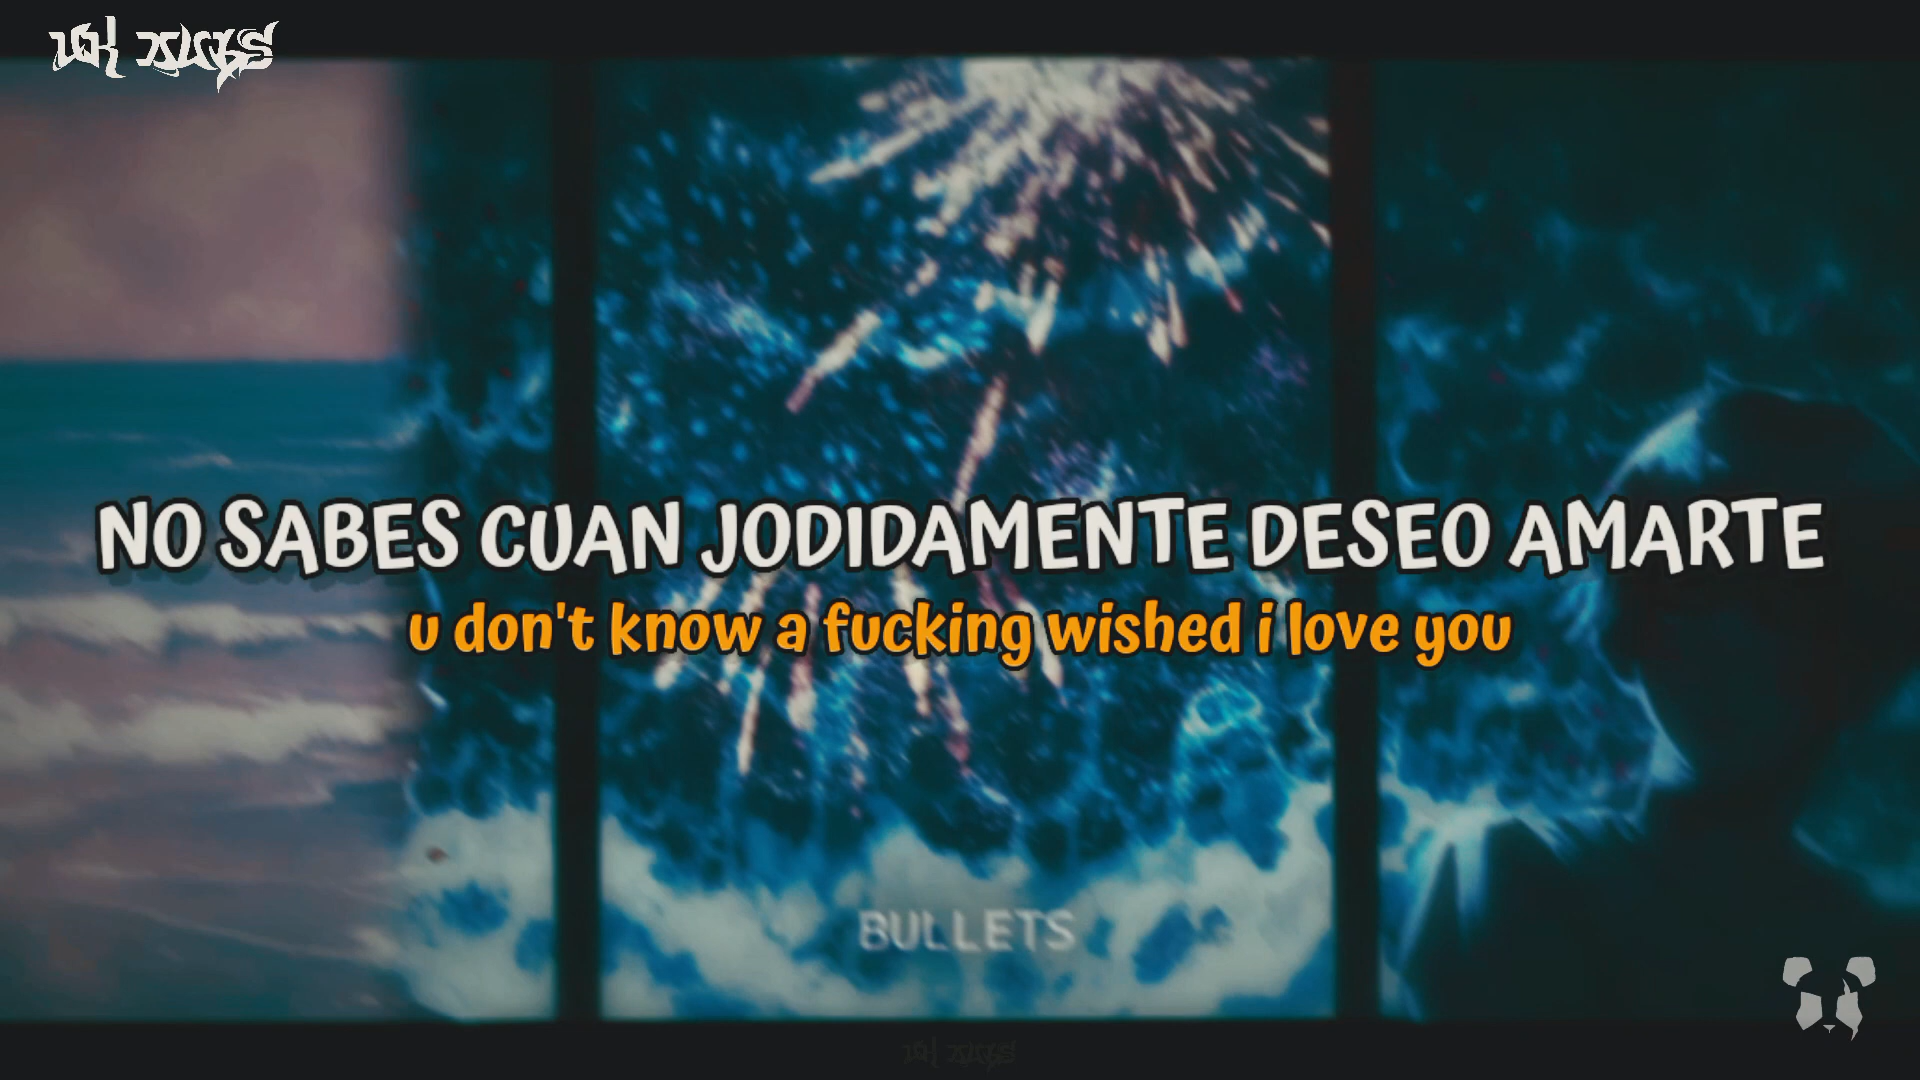 NO SABES CUAN JODIDAMENTE DESEO AMARTE
u don't know a fucking wished i love you
BULLETS